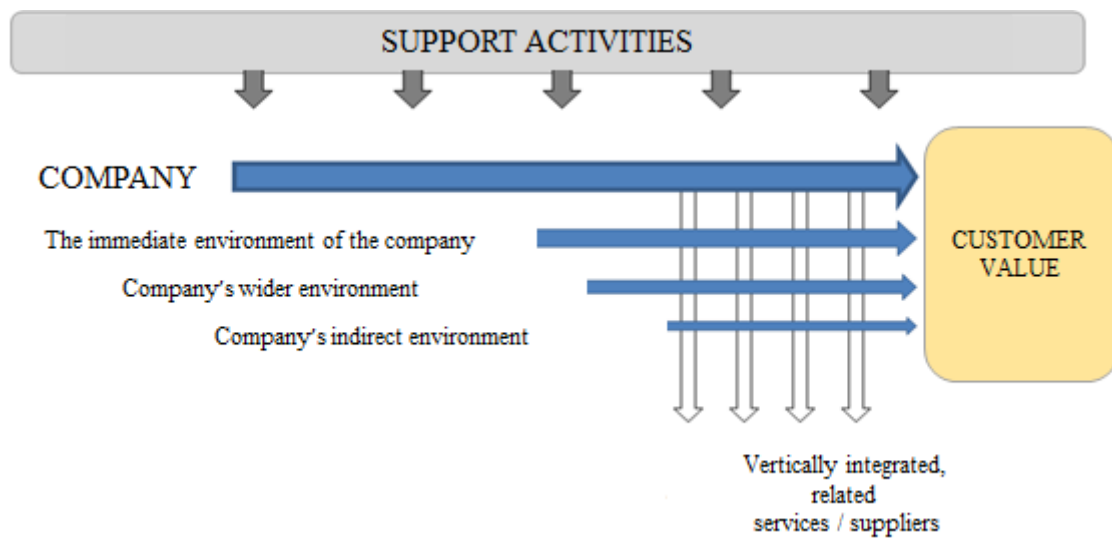 SUPPORT ACTIVITIES
COMPANY
The immediate environment of the company
Company's wider environment
Company's indirect environment
CUSTOMER
VALUE
Vertically integrated,
related
services / suppliers